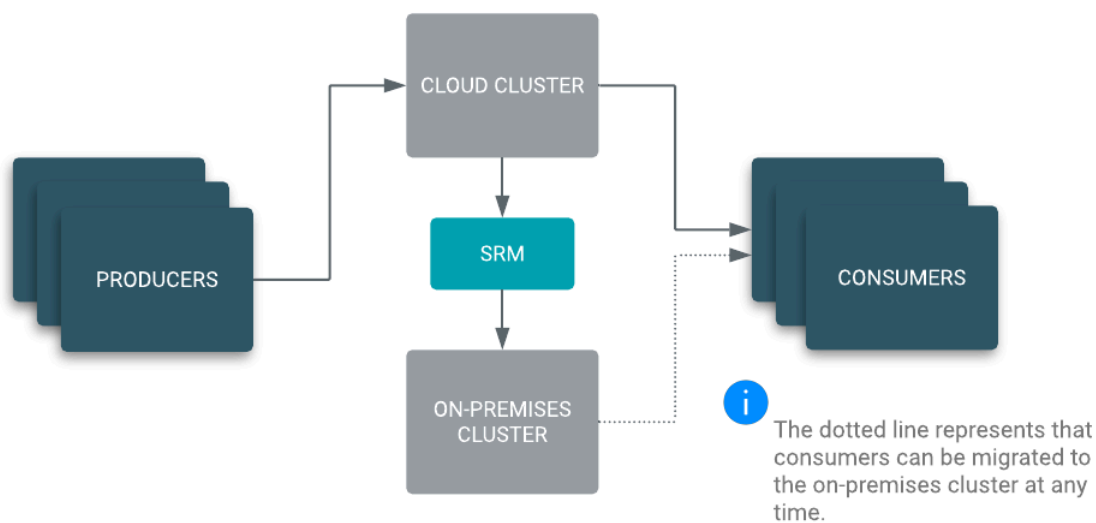 CLOUD CLUSTER
PRODUCERS
SRM
CONSUMERS
ON-PREMISES
CLUSTER
i
The dotted line represents that
consumers can be migrated to
the on-premises cluster at any
time.